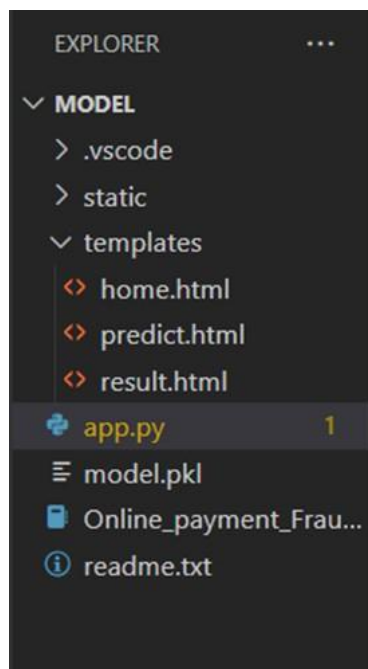 EXPLORER ...
MODEL
.vscode
static
templates
home.html
predict.html
result.html
app.py 1
model.pkl
Online_payment_Frau...
readme.txt